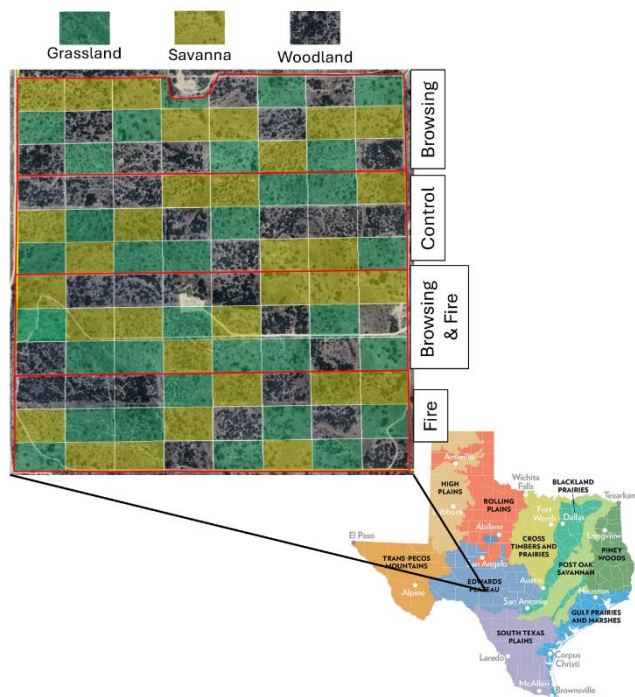 Grassland
Savanna
Woodland
Browsing
Control
Browsing
& Fire
Fire
Amarillo
HIGH
PLAINS
Lubbock
ROLLING
PLAINS
Wichita
Falls
BLACKLAND
PRAIRIES
Texarkan
Fort
Worth
Dallas
Abilene
CROSS
TIMBERS AND
PRAIRIES
Longview
PINEY
WOODS
El Paso
TRANS-PECOS
MOUNTAINS
San Angelo
POST OAK
SAVANNAH
Alpine
EDWARDS
PLATEAU
Austin
Houston
San Antonio
GULF PRAIRIES
AND MARSHES
SOUTH TEXAS
PLAINS
Laredo
Corpus
Christi
McAllen
Brownsville